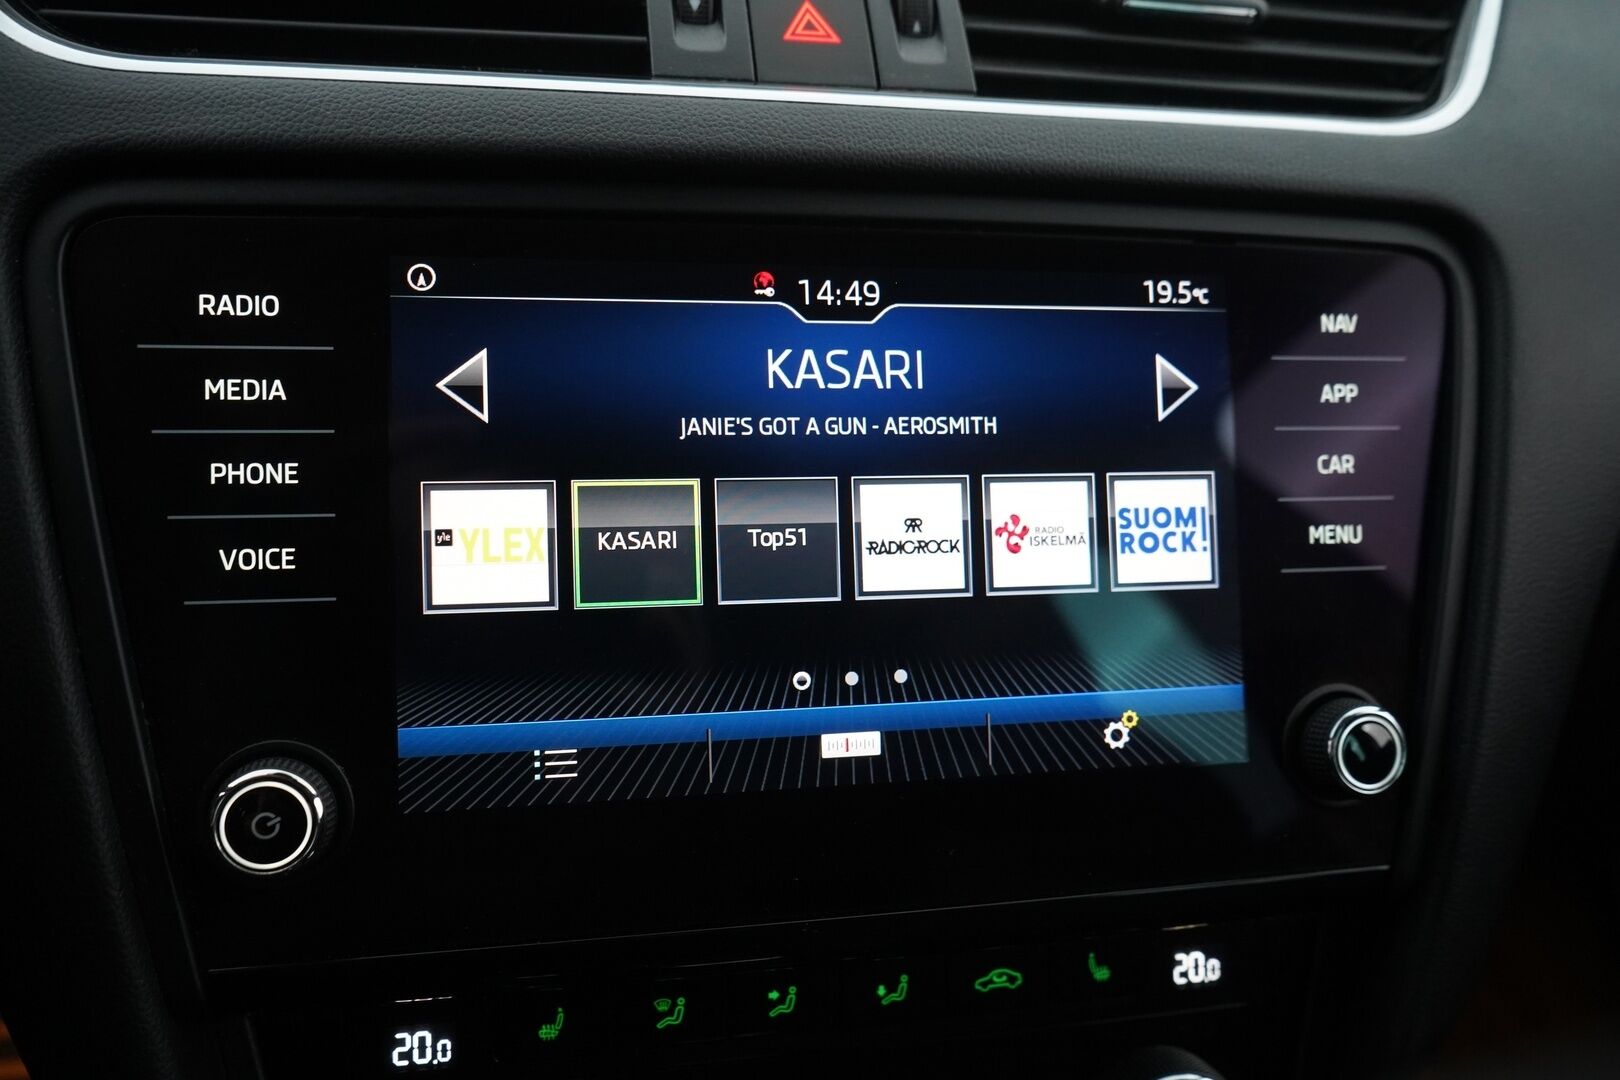 14:49
19.5°C
RADIO
MEDIA
PHONE
VOICE
KASARI
JANIE'S GOT A GUN - AEROSMITH
yle YLEX
KASARI
Top51
RADIO ROCK
RADIO
ISKELMÄ
SUOMI
ROCK!
NAV
APP
CAR
MENU
20.0
20.0